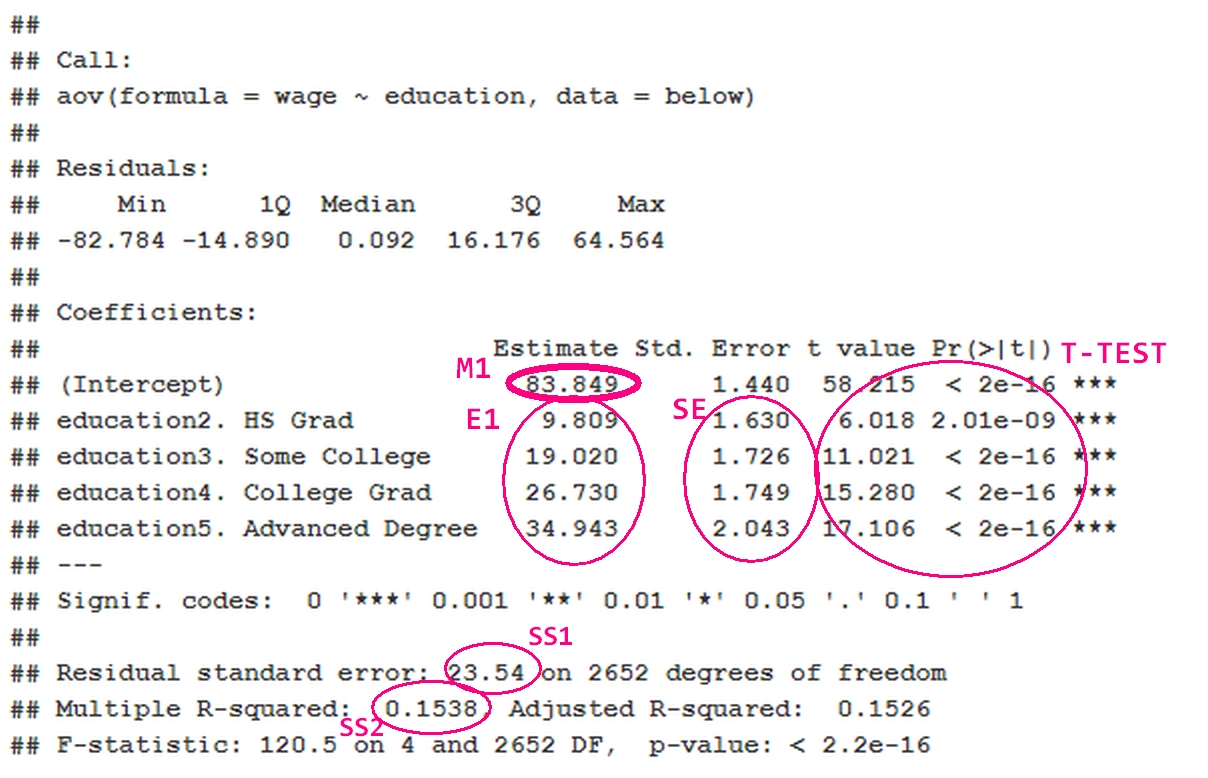 ##
## Call:
## aov(formula = wage ~ education, data = below)
##
## Residuals:
##     Min      1Q  Median      3Q     Max
## -82.784 -14.890   0.092  16.176  64.564
##
## Coefficients:
##                             Estimate Std. Error t value Pr(>|t|) T-TEST
M1
## (Intercept)                   83.849      1.440  58.215  < 2e-16 ***
E1 SE
## education2. HS Grad            9.809      1.630   6.018 2.01e-09 ***
## education3. Some College      19.020      1.726  11.021  < 2e-16 ***
## education4. College Grad      26.730      1.749  15.280  < 2e-16 ***
## education5. Advanced Degree   34.943      2.043  17.106  < 2e-16 ***
## ---
## Signif. codes:  0 '***' 0.001 '**' 0.01 '*' 0.05 '.' 0.1 ' ' 1
##
SS1
## Residual standard error: 23.54 on 2652 degrees of freedom
## Multiple R-squared:  0.1538, Adjusted R-squared:  0.1526
SS2
## F-statistic: 120.5 on 4 and 2652 DF,  p-value: < 2.2e-16